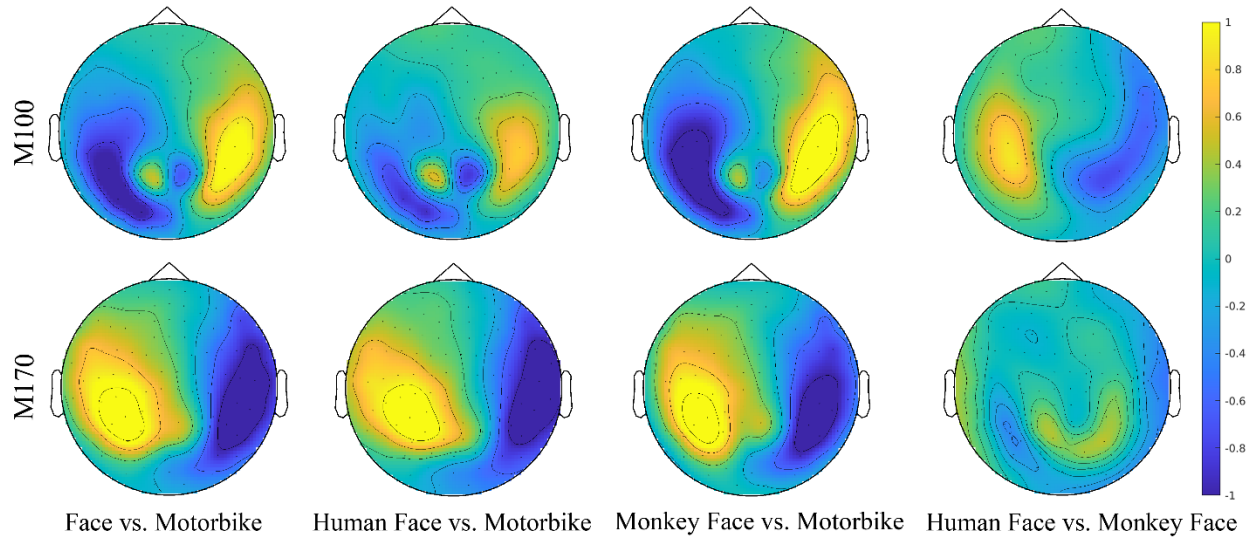 M100
M170
1
0.8
0.6
0.4
0.2
0
-0.2
-0.4
-0.6
-0.8
-1
Face vs. Motorbike
Human Face vs. Motorbike
Monkey Face vs. Motorbike
Human Face vs. Monkey Face